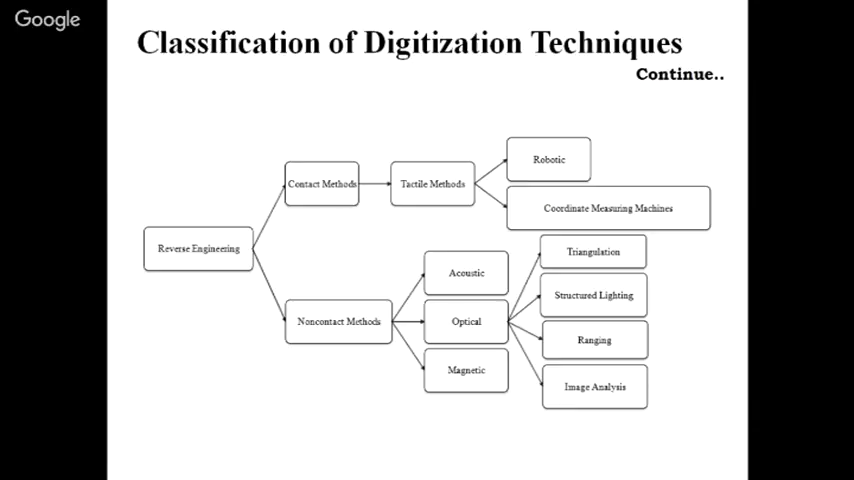 Google
Classification of Digitization Techniques
Continue..
Robotic
Contact Methods
Tactile Methods
Coordinate Measuring Machines
Reverse Engineering
Triangulation
Acoustic
Structured Lighting
Noncontact Methods
Optical
Ranging
Magnetic
Image Analysis